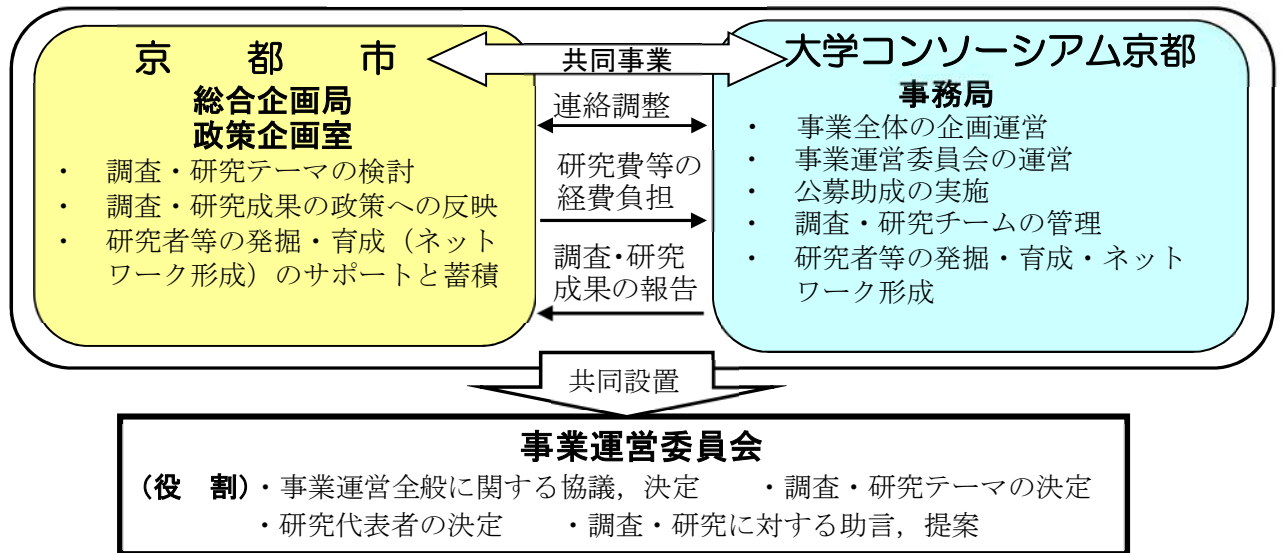 京都市
総合企画局
政策企画室
・ 調査・研究テーマの検討
・ 調査・研究成果の政策への反映
・ 研究者等の発掘・育成（ネット
ワーク形成）のサポートと蓄積
共同事業
連絡調整
研究費等の
経費負担
調査・研究
成果の報告
大学コンソーシアム京都
事務局
・ 事業全体の企画運営
・ 事業運営委員会の運営
・ 公募助成の実施
・ 調査・研究チームの管理
・ 研究者等の発掘・育成・ネット
ワーク形成
共同設置
事業運営委員会
（役 割）・事業運営全般に関する協議，決定 ・調査・研究テーマの決定
・研究代表者の決定 ・調査・研究に対する助言，提案